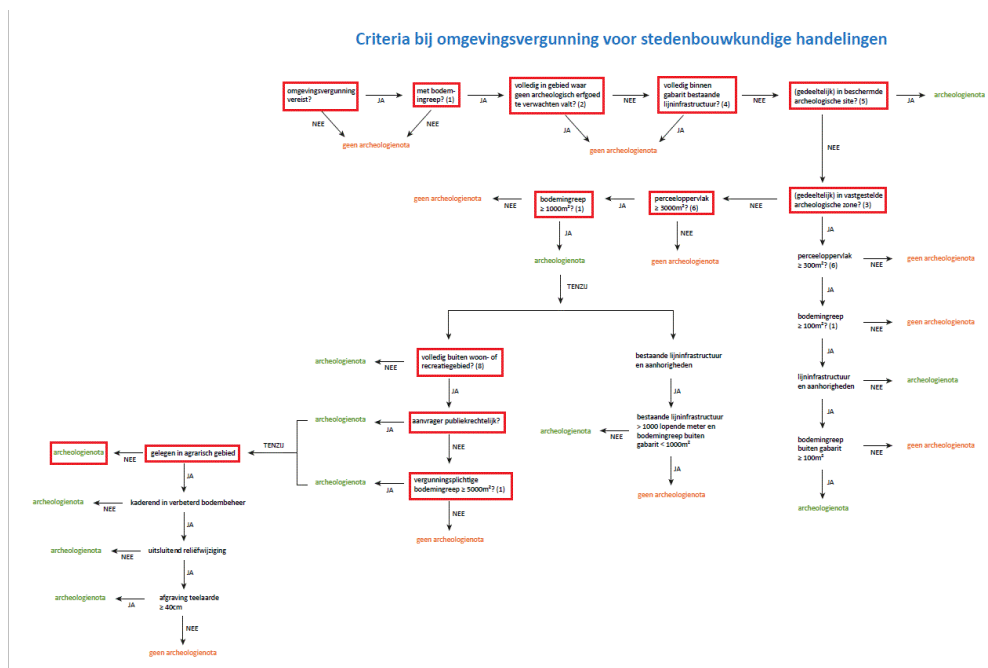 Criteria bij omgevingsvergunning voor stedenbouwkundige handelingen
omgevingsvergunning
vereist?
JA
met bodem-
ingreep? (1)
JA
volledig in gebied waar
geen archeologisch erfgoed
te verwachten valt? (2)
NEE
volledig binnen
gabarit bestaande
lijninfrastructuur? (4)
NEE
(gedeeltelijk) in beschermde
archeologische site? (5)
JA
archeologienota
NEE
NEE
geen archeologienota
JA
JA
geen archeologienota
NEE
geen archeologienota
NEE
bodemingreep
≥ 1000m²? (1)
JA
perceeloppervlak
≥ 3000m²? (6)
NEE
(gedeeltelijk) in vastgestelde
archeologische zone? (3)
JA
archeologienota
NEE
geen archeologienota
JA
perceeloppervlak
≥ 300m²? (6)
NEE
geen archeologienota
TENZIJ
JA
bodemingreep
≥ 100m²? (1)
NEE
geen archeologienota
JA
archeologienota
NEE
volledig buiten woon- of
recreatiegebied? (8)
bestaande lijninfrastructuur
en aanhorigheden
lijninfrastructuur
en aanhorigheden
NEE
archeologienota
JA
JA
JA
archeologienota
JA
aanvrager publiekrechtelijk?
archeologienota
NEE
bestaande lijninfrastructuur
> 1000 lopende meter en
bodemingreep buiten
gabarit < 1000m²
bodemingreep
buiten gabarit
≥ 100m²
NEE
geen archeologienota
archeologienota
NEE
gelegen in agrarisch gebied
TENZIJ
NEE
JA
JA
archeologienota
JA
vergunningsplichtige
bodemingreep ≥ 5000m²? (1)
geen archeologienota
archeologienota
JA
archeologienota
NEE
kaderend in verbeterd bodembeheer
NEE
geen archeologienota
JA
archeologienota
NEE
uitsluitend reliëfwijziging
JA
archeologienota
JA
afgraving teelaarde
≥ 40cm
NEE
geen archeologienota